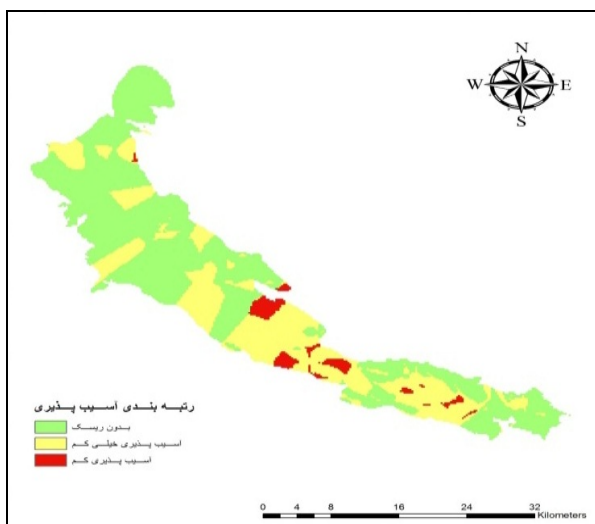 N
W E
S
رتبه بندی آسیب پذیری
بدون ریسک
آسیب پذیری خیلی کم
آسیب پذیری کم
0 2 4 8 16 24 32
Kilometers